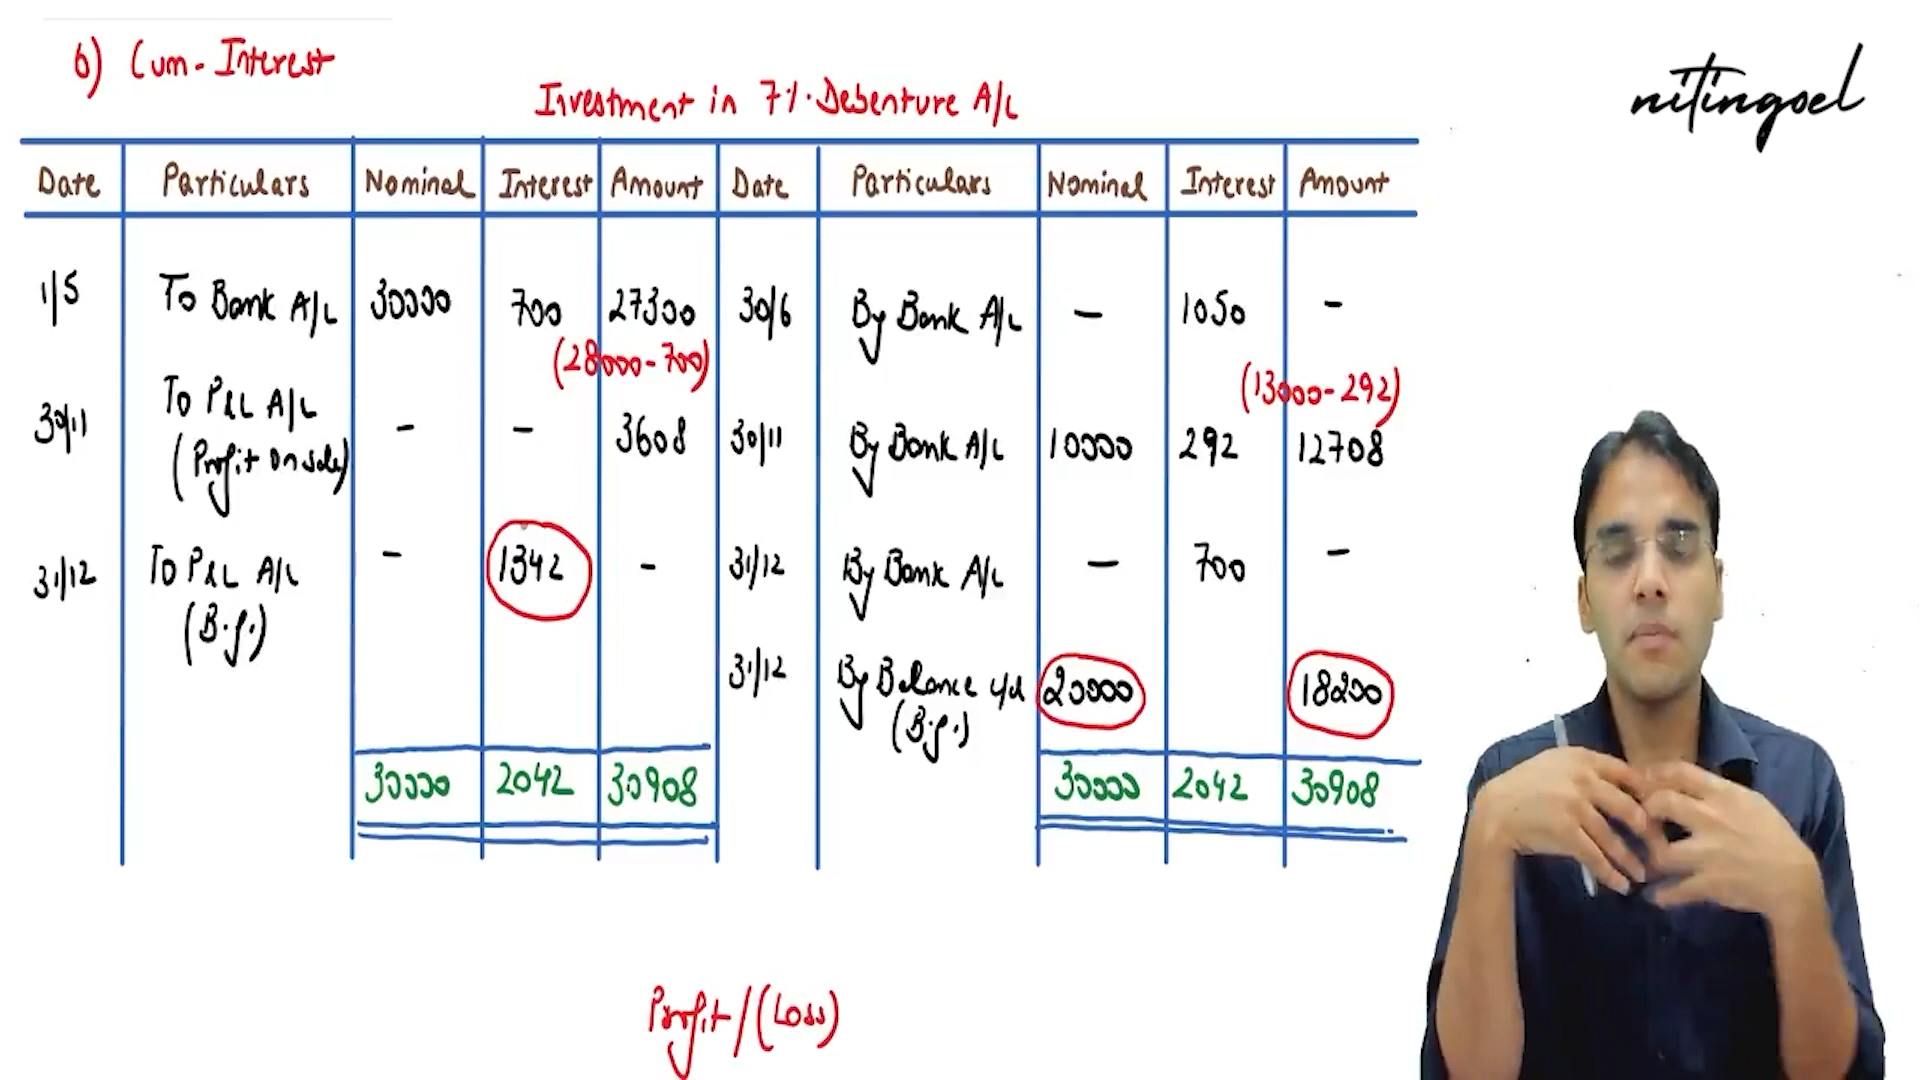 b) Cum-Interest
nitingoel
Investment in 7% Debenture A/c
Date Particulars Nominal Interest Amount Date Particulars Nominal Interest Amount
1/5 To Bank A/c 30000 700 27300 30/6 By Bank A/c — 1050 -
(28000-700) (13000-292)
30/11 To P&L A/c - - 3608 30/11 By Bank A/c 10000 292 12708
(Profit on sale)
31/12 To P&L A/c - 1342 - 31/12 By Bank A/c — 700 -
(B.f.)
31/12 By Balance c/d 20000 18200
(B.f.)
30000 2042 30908 30000 2042 30908
Profit/(Loss)